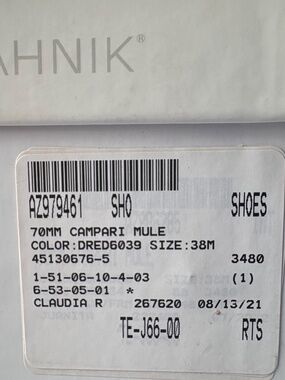 AHNIK®
AZ979461 SHO SHOES
70MM CAMPARI MULE
COLOR:DRED6039 SIZE:38M
45130676-5 3480
1-51-06-10-4-03 (1)
6-53-05-01 *
CLAUDIA R 267620 08/13/21
TE-J66-00 RTS